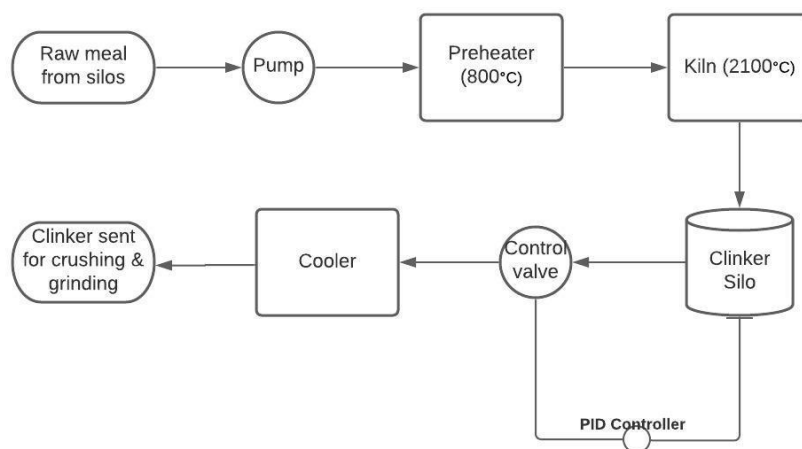 Raw meal
from silos
Pump
Preheater
(800°C)
Kiln (2100°C)
Clinker sent
for crushing &
grinding
Cooler
Control
valve
Clinker
Silo
PID Controller